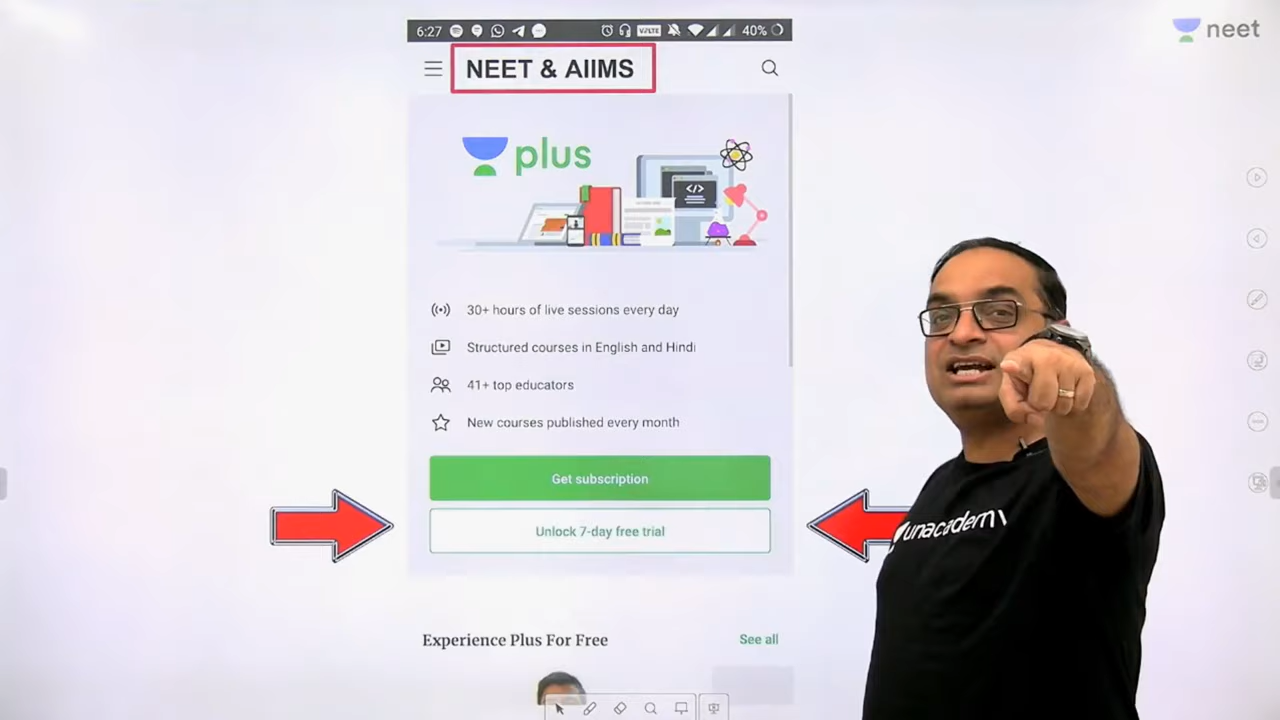 6:27
VoLTE
40%
neet
NEET & AIIMS
plus
</>
30+ hours of live sessions every day
Structured courses in English and Hindi
41+ top educators
New courses published every month
Get subscription
Unlock 7-day free trial
unacademy
Experience Plus For Free
See all